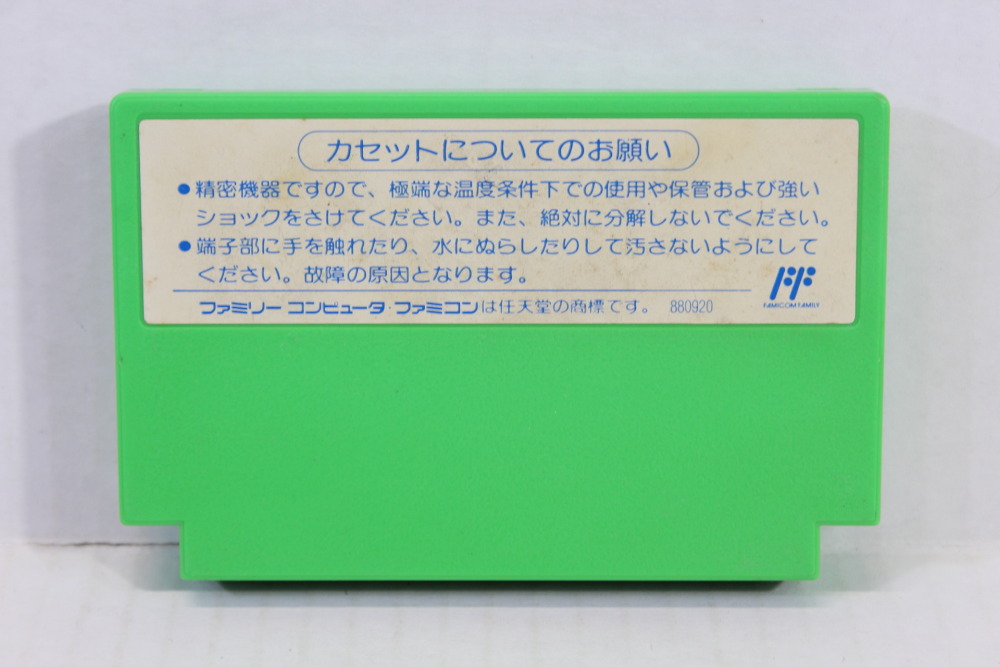 カセットについてのお願い
●精密機器ですので、極端な温度条件下での使用や保管および強い
ショックをさけてください。また、絶対に分解しないでください。
●端子部に手を触れたり、水にぬらしたりして汚さないようにして
ください。故障の原因となります。
FF
FAMICOM FAMILY
ファミリーコンピュータ・ファミコンは任天堂の商標です。 880920